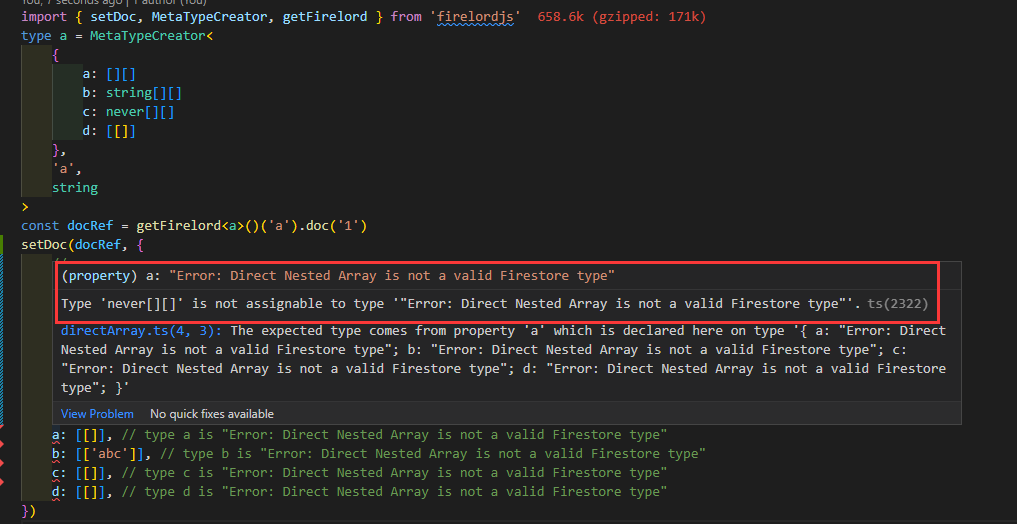 You, 7 seconds ago | 1 author (You)
import { setDoc, MetaTypeCreator, getFirelord } from 'firelordjs' 658.6k (gzipped: 171k)
type a = MetaTypeCreator<
{
a: [][]
b: string[][]
c: never[][]
d: [[]]
},
'a',
string
>
const docRef = getFirelord<a>()('a').doc('1')
setDoc(docRef, {
//
(property) a: "Error: Direct Nested Array is not a valid Firestore type"
Type 'never[][]' is not assignable to type '"Error: Direct Nested Array is not a valid Firestore type"'. ts(2322)
directArray.ts(4, 3): The expected type comes from property 'a' which is declared here on type '{ a: "Error: Direct
Nested Array is not a valid Firestore type"; b: "Error: Direct Nested Array is not a valid Firestore type"; c:
"Error: Direct Nested Array is not a valid Firestore type"; d: "Error: Direct Nested Array is not a valid Firestore
type"; }'
View Problem No quick fixes available
a: [[]], // type a is "Error: Direct Nested Array is not a valid Firestore type"
b: [['abc']], // type b is "Error: Direct Nested Array is not a valid Firestore type"
c: [[]], // type c is "Error: Direct Nested Array is not a valid Firestore type"
d: [[]], // type d is "Error: Direct Nested Array is not a valid Firestore type"
})